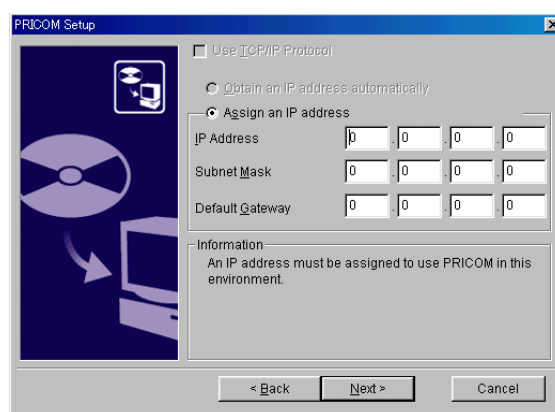 PRICOM Setup
Use TCP/IP Protocol
Obtain an IP address automatically
Assign an IP address
IP Address 0 . 0 . 0 . 0
Subnet Mask 0 . 0 . 0 . 0
Default Gateway 0 . 0 . 0 . 0
Information
An IP address must be assigned to use PRICOM in this
environment.
< Back Next > Cancel